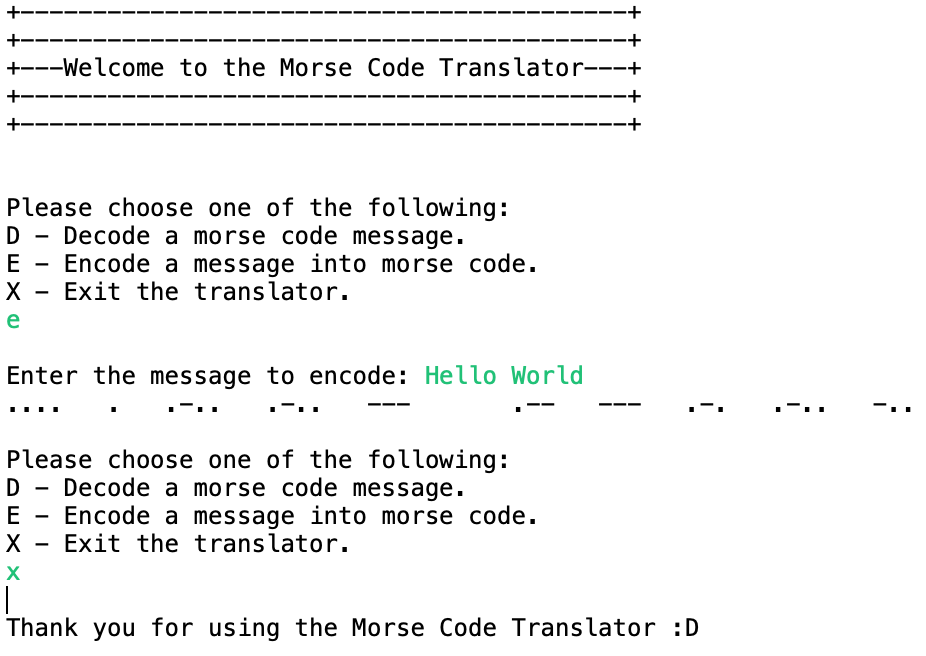 +------------------------------------------+
+------------------------------------------+
+---Welcome to the Morse Code Translator---+
+------------------------------------------+
+------------------------------------------+
Please choose one of the following:
D - Decode a morse code message.
E - Encode a message into morse code.
X - Exit the translator.
e
Enter the message to encode: Hello World
....   .   .-..   .-..   ---       .--   ---   .-.   .-..   -..
Please choose one of the following:
D - Decode a morse code message.
E - Encode a message into morse code.
X - Exit the translator.
x
Thank you for using the Morse Code Translator :D